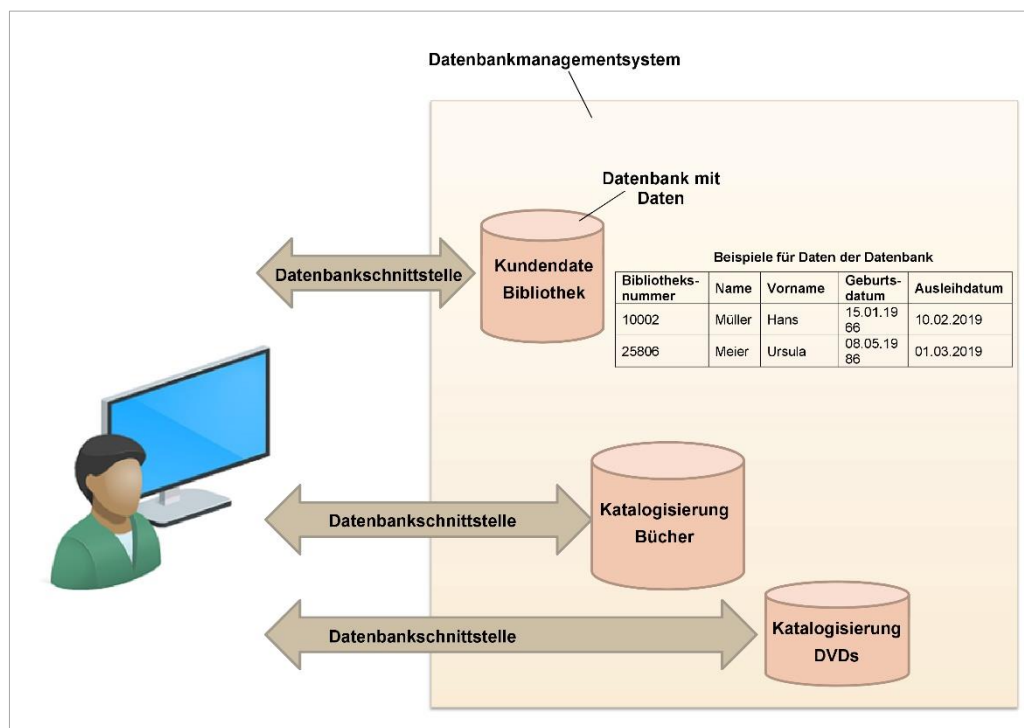 Datenbankmanagementsystem
Datenbank mit
Daten
Kundendate
Bibliothek
Datenbankschnittstelle
Beispiele für Daten der Datenbank
Bibliotheks-
nummer
Name
Vorname
Geburts-
datum
Ausleihdatum
10002
Müller
Hans
15.01.19
66
10.02.2019
25806
Meier
Ursula
08.05.19
86
01.03.2019
Datenbankschnittstelle
Katalogisierung
Bücher
Datenbankschnittstelle
Katalogisierung
DVDs